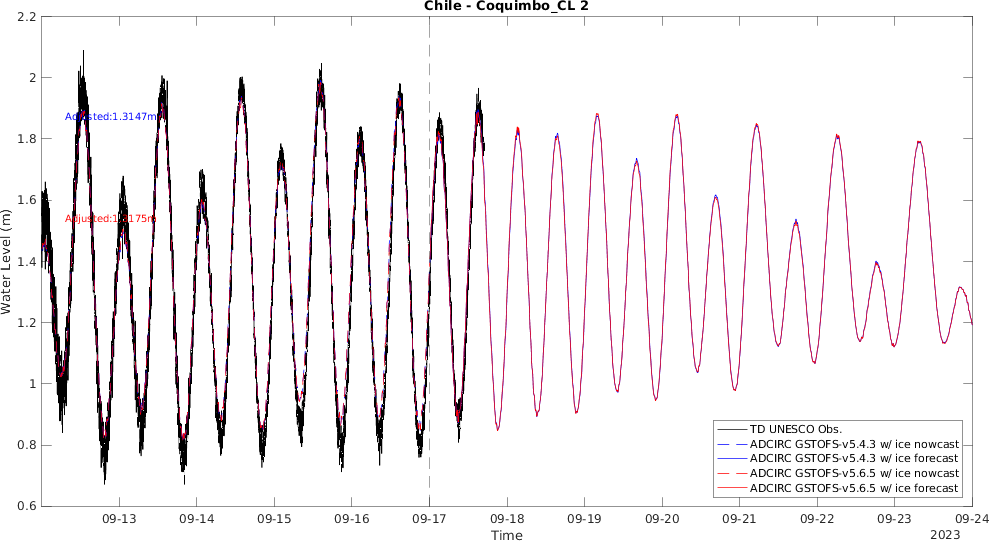 Chile - Coquimbo_CL 2
Water Level (m)
2.2
2
1.8
1.6
1.4
1.2
1
0.8
0.6
Adjusted:1.3147m
TD UNESCO Obs.
ADCIRC GSTOFS-v5.4.3 w/ ice nowcast
ADCIRC GSTOFS-v5.4.3 w/ ice forecast
ADCIRC GSTOFS-v5.6.5 w/ ice nowcast
ADCIRC GSTOFS-v5.6.5 w/ ice forecast
09-13 09-14 09-15 09-16 09-17 09-18 09-19 09-20 09-21 09-22 09-23 09-24
Time
2023